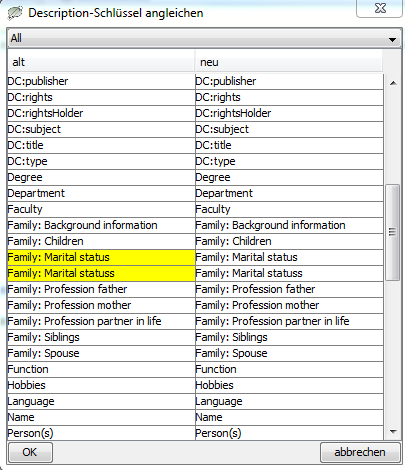 Description-Schlüssel angleichen
All
alt neu
DC:publisher DC:publisher
DC:rights DC:rights
DC:rightsHolder DC:rightsHolder
DC:subject DC:subject
DC:title DC:title
DC:type DC:type
Degree Degree
Department Department
Faculty Faculty
Family: Background information Family: Background information
Family: Children Family: Children
Family: Marital status Family: Marital status
Family: Marital statuss Family: Marital statuss
Family: Profession father Family: Profession father
Family: Profession mother Family: Profession mother
Family: Profession partner in life Family: Profession partner in life
Family: Siblings Family: Siblings
Family: Spouse Family: Spouse
Function Function
Hobbies Hobbies
Language Language
Name Name
Person(s) Person(s)
OK abbrechen